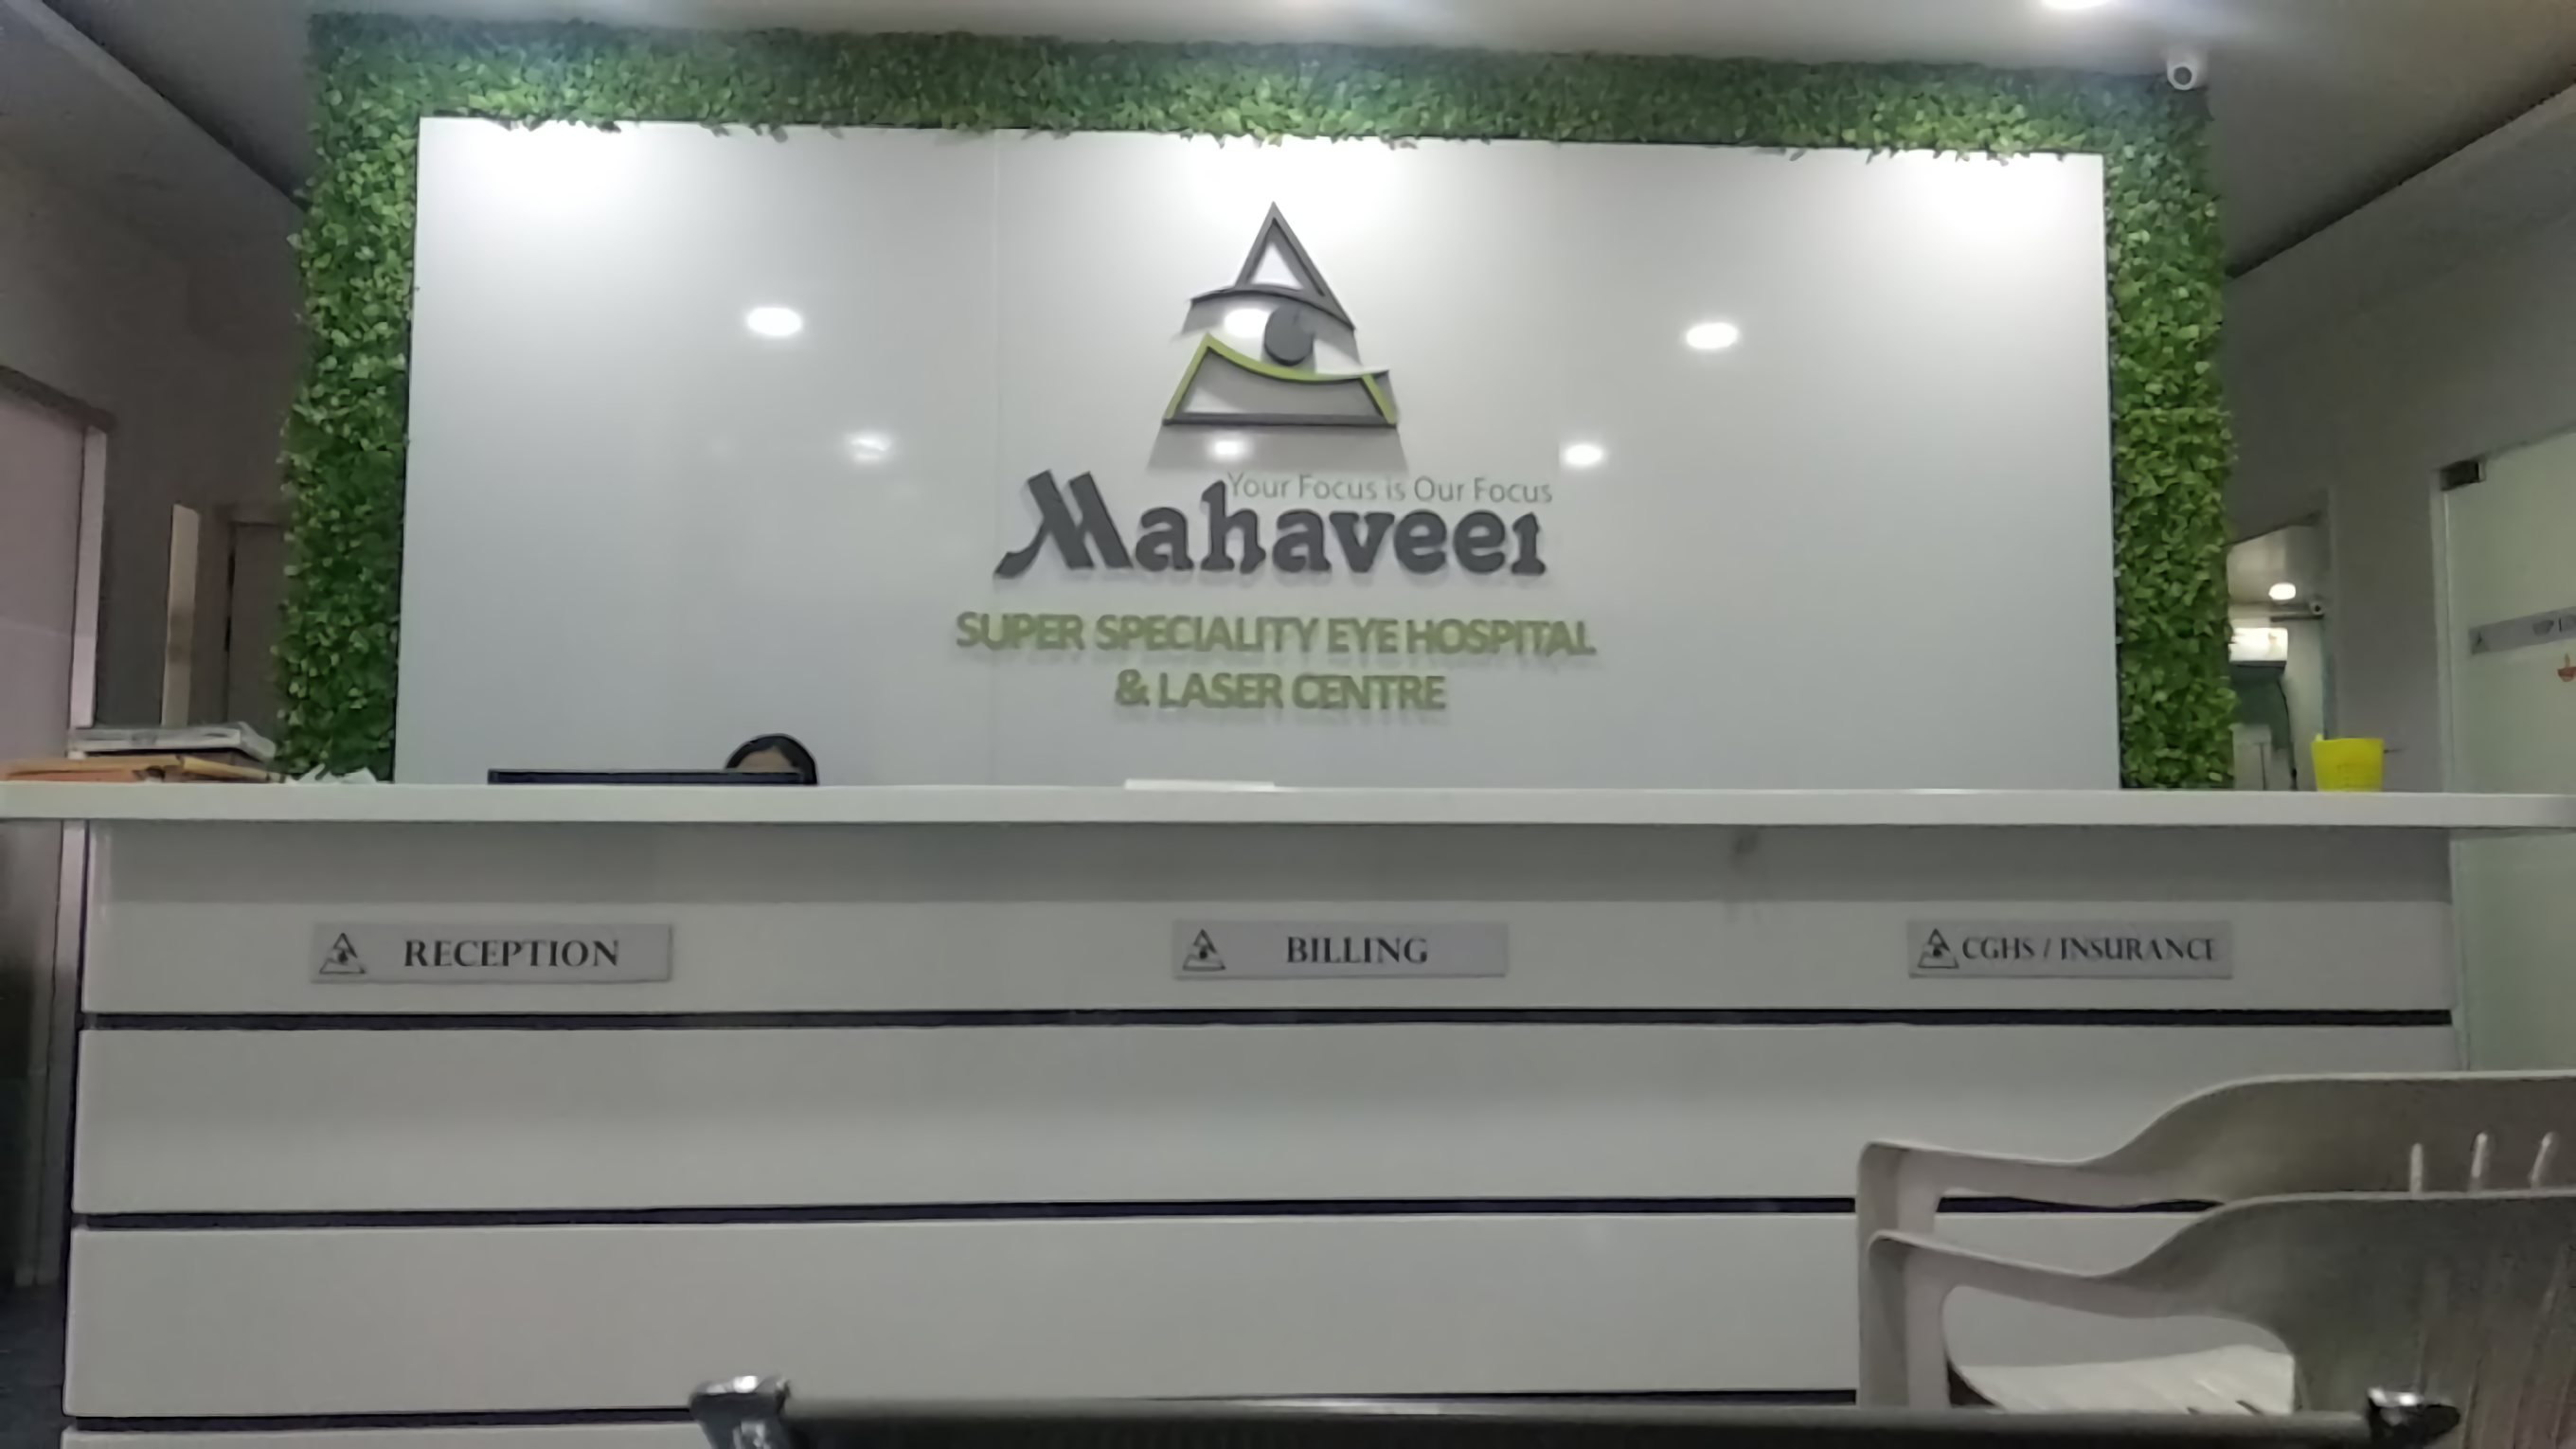 Your Focus is Our Focus
Mahaveer
SUPER SPECIALITY EYE HOSPITAL
& LASER CENTRE
RECEPTION
BILLING
CGHS / INSURANCE